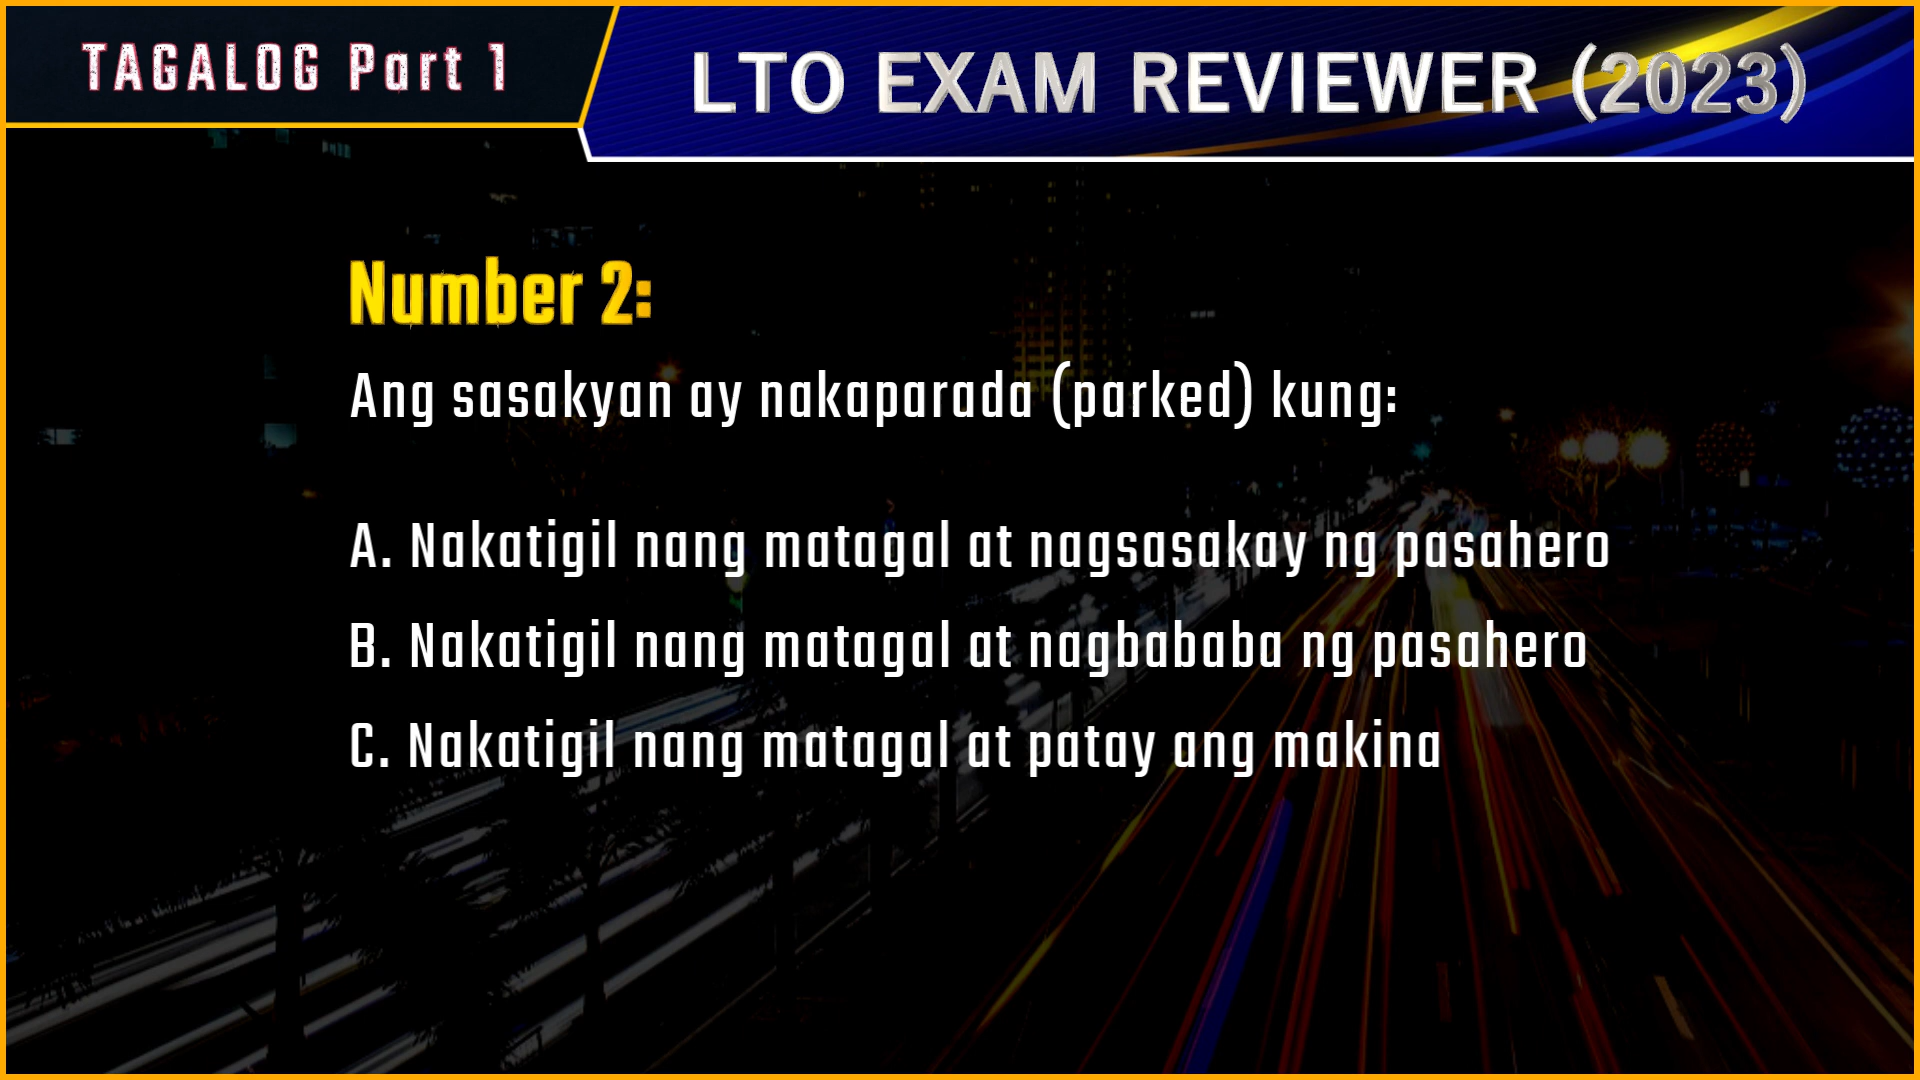 TAGALOG Part 1
LTO EXAM REVIEWER (2023)
Number 2:
Ang sasakyan ay nakaparada (parked) kung:
A. Nakatigil nang matagal at nagsasakay ng pasahero
B. Nakatigil nang matagal at nagbababa ng pasahero
C. Nakatigil nang matagal at patay ang makina